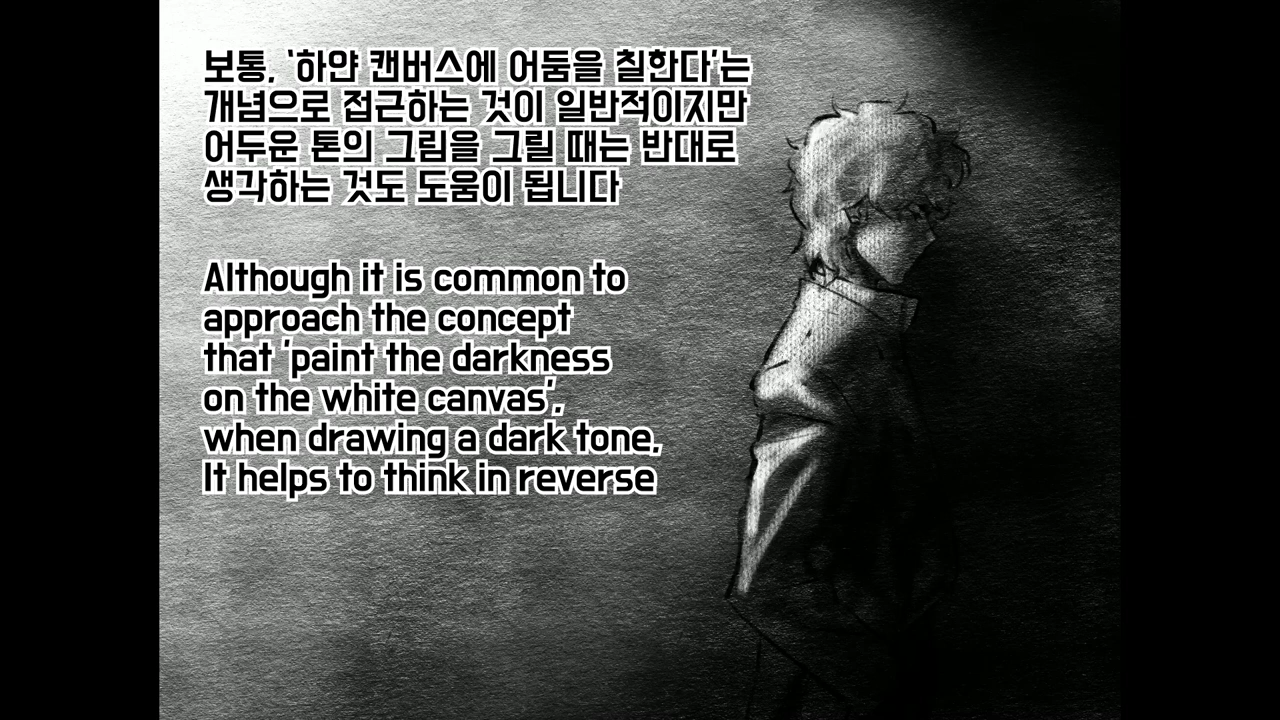 보통, '하얀 캔버스에 어둠을 칠한다'는
개념으로 접근하는 것이 일반적이지만
어두운 톤의 그림을 그릴 때는 반대로
생각하는 것도 도움이 됩니다
Although it is common to
approach the concept
that 'paint the darkness
on the white canvas',
when drawing a dark tone,
It helps to think in reverse